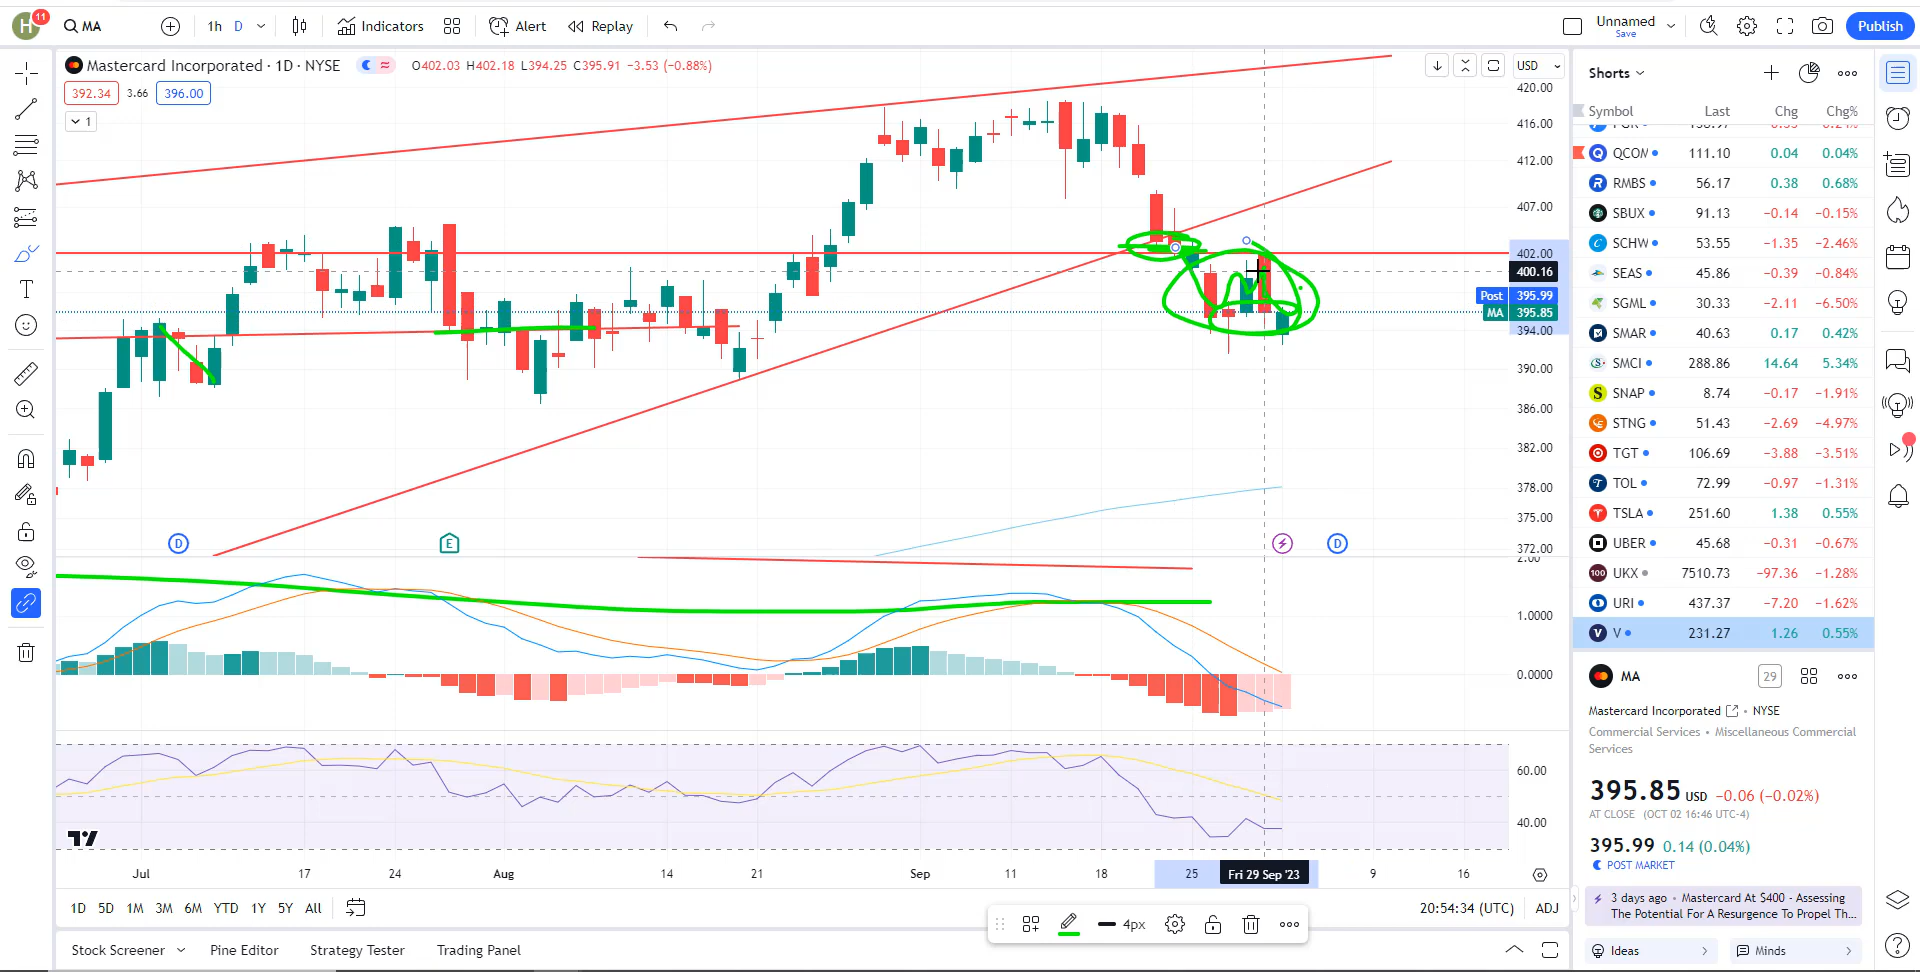 H
11
MA
1h
D
Indicators
Alert
Replay
Unnamed
Save
Publish
Mastercard Incorporated · 1D · NYSE
O402.03 H402.18 L394.25 C395.91 −3.53 (−0.88%)
USD
392.34
3.66
396.00
1
420.00
416.00
412.00
407.00
402.00
400.16
Post 395.99
MA 395.85
394.00
390.00
386.00
382.00
378.00
375.00
372.00
D
E
D
2.00
1.0000
0.0000
60.00
40.00
Jul
17
24
Aug
14
21
Sep
11
18
25
Fri 29 Sep '23
9
16
1D 5D 1M 3M 6M YTD 1Y 5Y All
20:54:34 (UTC)
ADJ
4px
Stock Screener
Pine Editor
Strategy Tester
Trading Panel
Shorts
Symbol Last Chg Chg%
QCOM 111.10 0.04 0.04%
RMBS 56.17 0.38 0.68%
SBUX 91.13 −0.14 −0.15%
SCHW 53.55 −1.35 −2.46%
SEAS 45.86 −0.39 −0.84%
SGML 30.33 −2.11 −6.50%
SMAR 40.63 0.17 0.42%
SMCI 288.86 14.64 5.34%
SNAP 8.74 −0.17 −1.91%
STNG 51.43 −2.69 −4.97%
TGT 106.69 −3.88 −3.51%
TOL 72.99 −0.97 −1.31%
TSLA 251.60 1.38 0.55%
UBER 45.68 −0.31 −0.67%
100 UKX 7510.73 −97.36 −1.28%
URI 437.37 −7.20 −1.62%
V V 231.27 1.26 0.55%
MA
29
Mastercard Incorporated • NYSE
Commercial Services • Miscellaneous Commercial
Services
395.85 USD −0.06 (−0.02%)
AT CLOSE (OCT 02 16:46 UTC-4)
395.99 0.14 (0.04%)
POST MARKET
3 days ago • Mastercard At $400 - Assessing
The Potential For A Resurgence To Propel Th...
Ideas
Minds